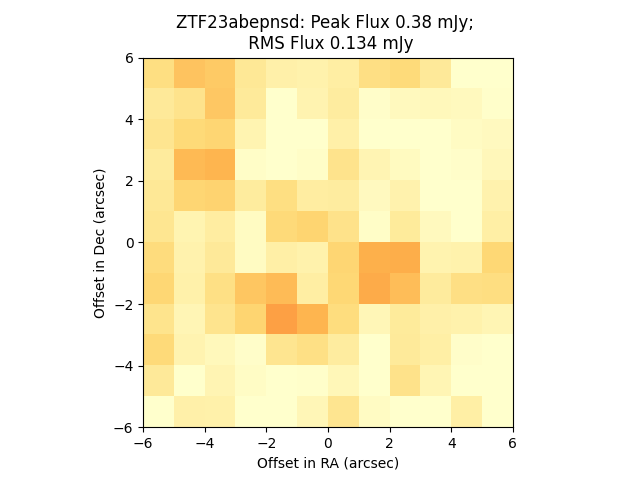 ZTF23abepnsd: Peak Flux 0.38 mJy;
RMS Flux 0.134 mJy
6
4
2
0
−2
−4
−6
Offset in Dec (arcsec)
−6 −4 −2 0 2 4 6
Offset in RA (arcsec)